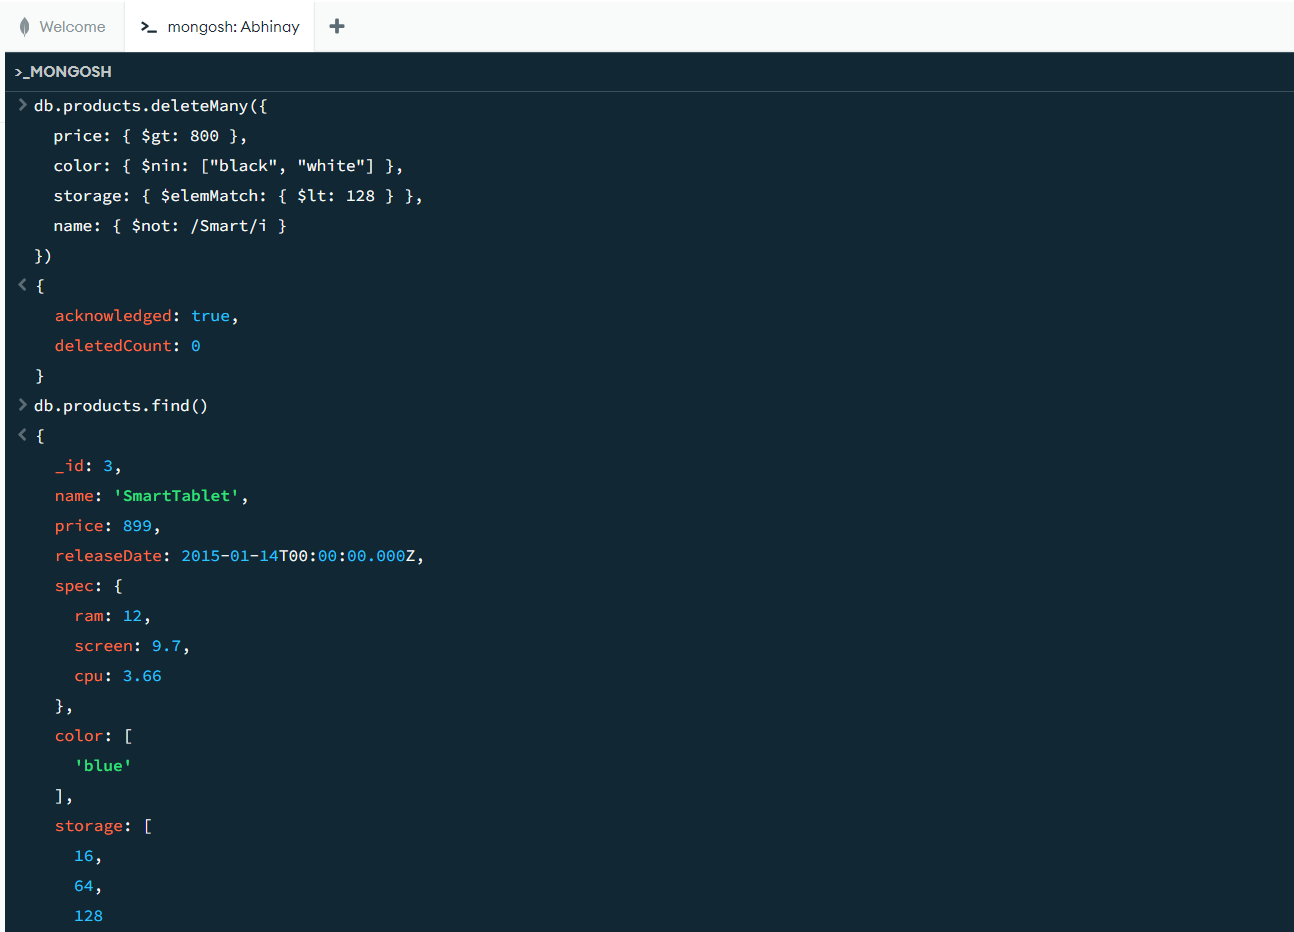 Welcome
>_ mongosh: Abhinay
+
>_MONGOSH
> db.products.deleteMany({
price: { $gt: 800 },
color: { $nin: ["black", "white"] },
storage: { $elemMatch: { $lt: 128 } },
name: { $not: /Smart/i }
})
< {
acknowledged: true,
deletedCount: 0
}
> db.products.find()
< {
_id: 3,
name: 'SmartTablet',
price: 899,
releaseDate: 2015-01-14T00:00:00.000Z,
spec: {
ram: 12,
screen: 9.7,
cpu: 3.66
},
color: [
'blue'
],
storage: [
16,
64,
128